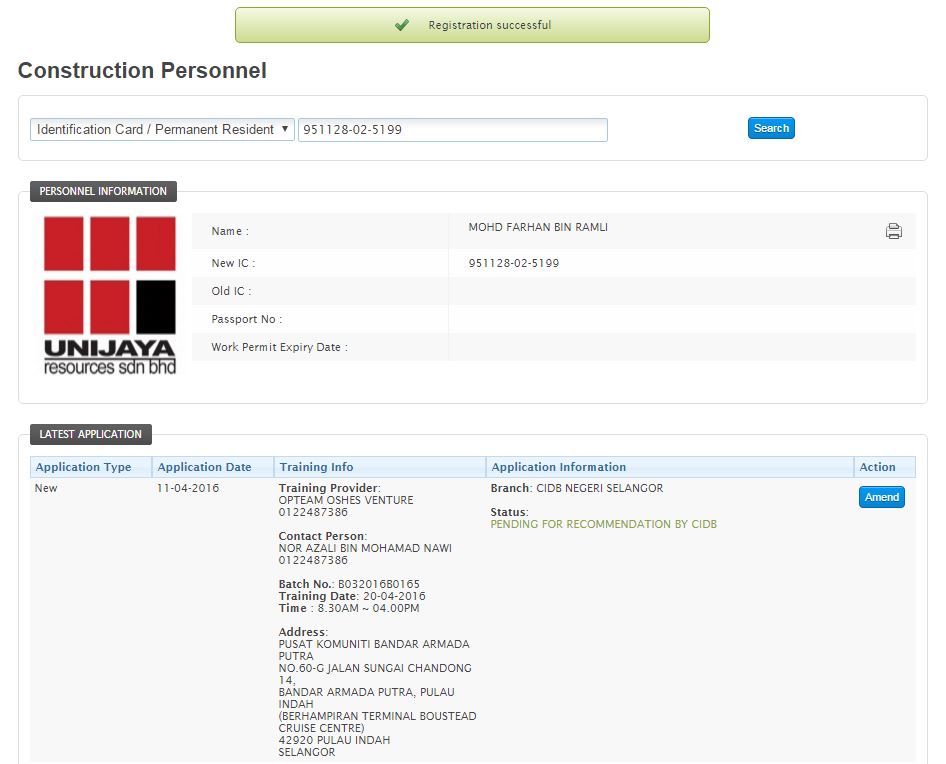 Registration successful
Construction Personnel
Identification Card / Permanent Resident 951128-02-5199 Search
PERSONNEL INFORMATION
UNIJAYA
resources sdn bhd
Name : MOHD FARHAN BIN RAMLI
New IC : 951128-02-5199
Old IC :
Passport No :
Work Permit Expiry Date :
LATEST APPLICATION
Application Type Application Date Training Info Application Information Action
New 11-04-2016
Training Provider:
OPTEAM OSHES VENTURE
0122487386
Contact Person:
NOR AZALI BIN MOHAMAD NAWI
0122487386
Batch No.: B032016B0165
Training Date: 20-04-2016
Time : 8.30AM ~ 04.00PM
Address:
PUSAT KOMUNITI BANDAR ARMADA
PUTRA
NO.60-G JALAN SUNGAI CHANDONG
14,
BANDAR ARMADA PUTRA, PULAU
INDAH
(BERHAMPIRAN TERMINAL BOUSTEAD
CRUISE CENTRE)
42920 PULAU INDAH
SELANGOR
Branch: CIDB NEGERI SELANGOR
Status:
PENDING FOR RECOMMENDATION BY CIDB
Amend